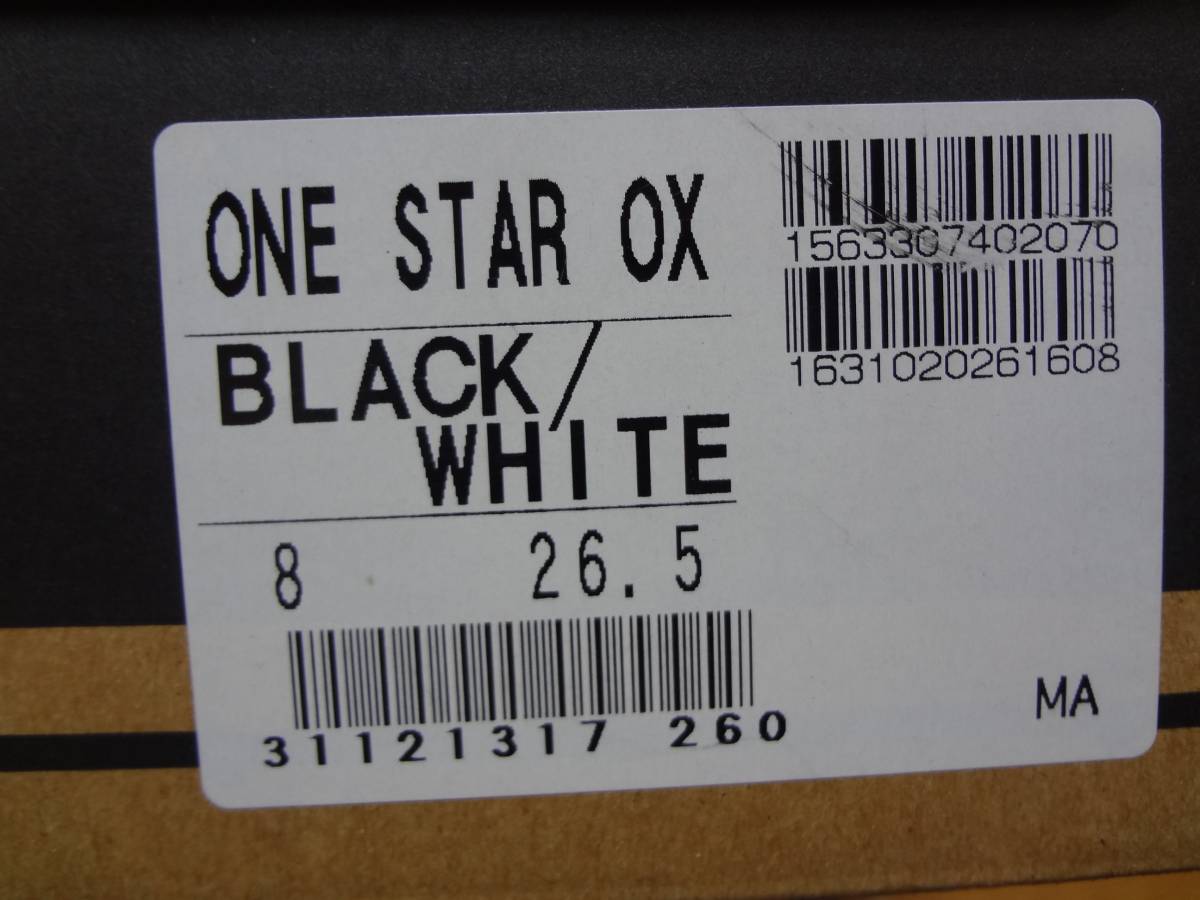 ONE STAR OX
BLACK/
WHITE
8 26.5
31121317 260
1563307402070
1631020261608
MA